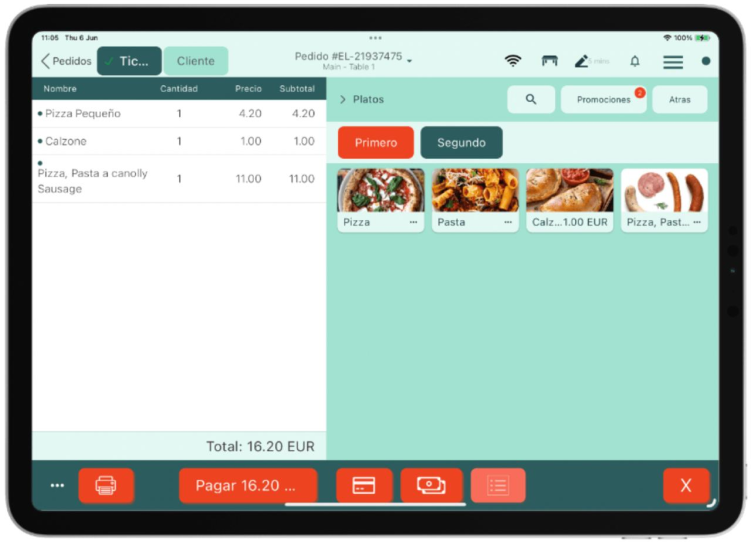 11:05 Thu 6 Jun
100%
Pedidos
Tic...
Cliente
Pedido #EL-21937475
Main - Table 1
Nombre Cantidad Precio Subtotal
Pizza Pequeño 1 4.20 4.20
Calzone 1 1.00 1.00
Pizza, Pasta a canolly
Sausage 1 11.00 11.00
Total: 16.20 EUR
> Platos
Promociones 2
Atras
Primero
Segundo
Pizza ...
Pasta ...
Calz...1.00 EUR
Pizza, Past... ...
... Pagar 16.20 ...
X